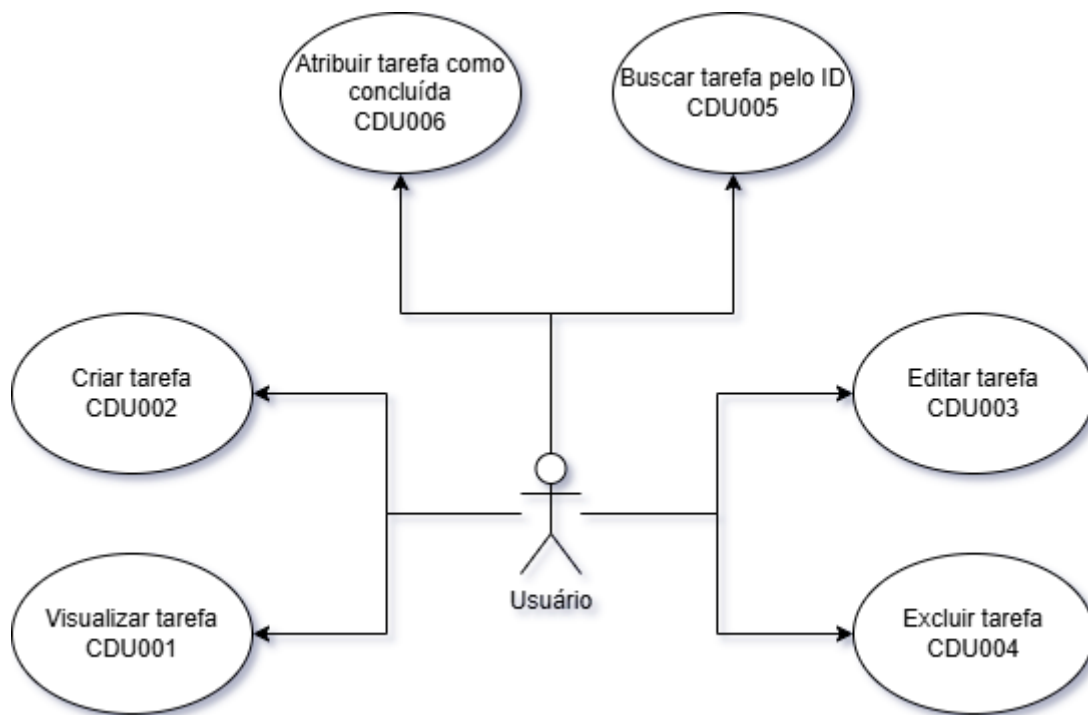 Atribuir tarefa como
concluída
CDU006
Buscar tarefa pelo ID
CDU005
Criar tarefa
CDU002
Editar tarefa
CDU003
Usuário
Visualizar tarefa
CDU001
Excluir tarefa
CDU004